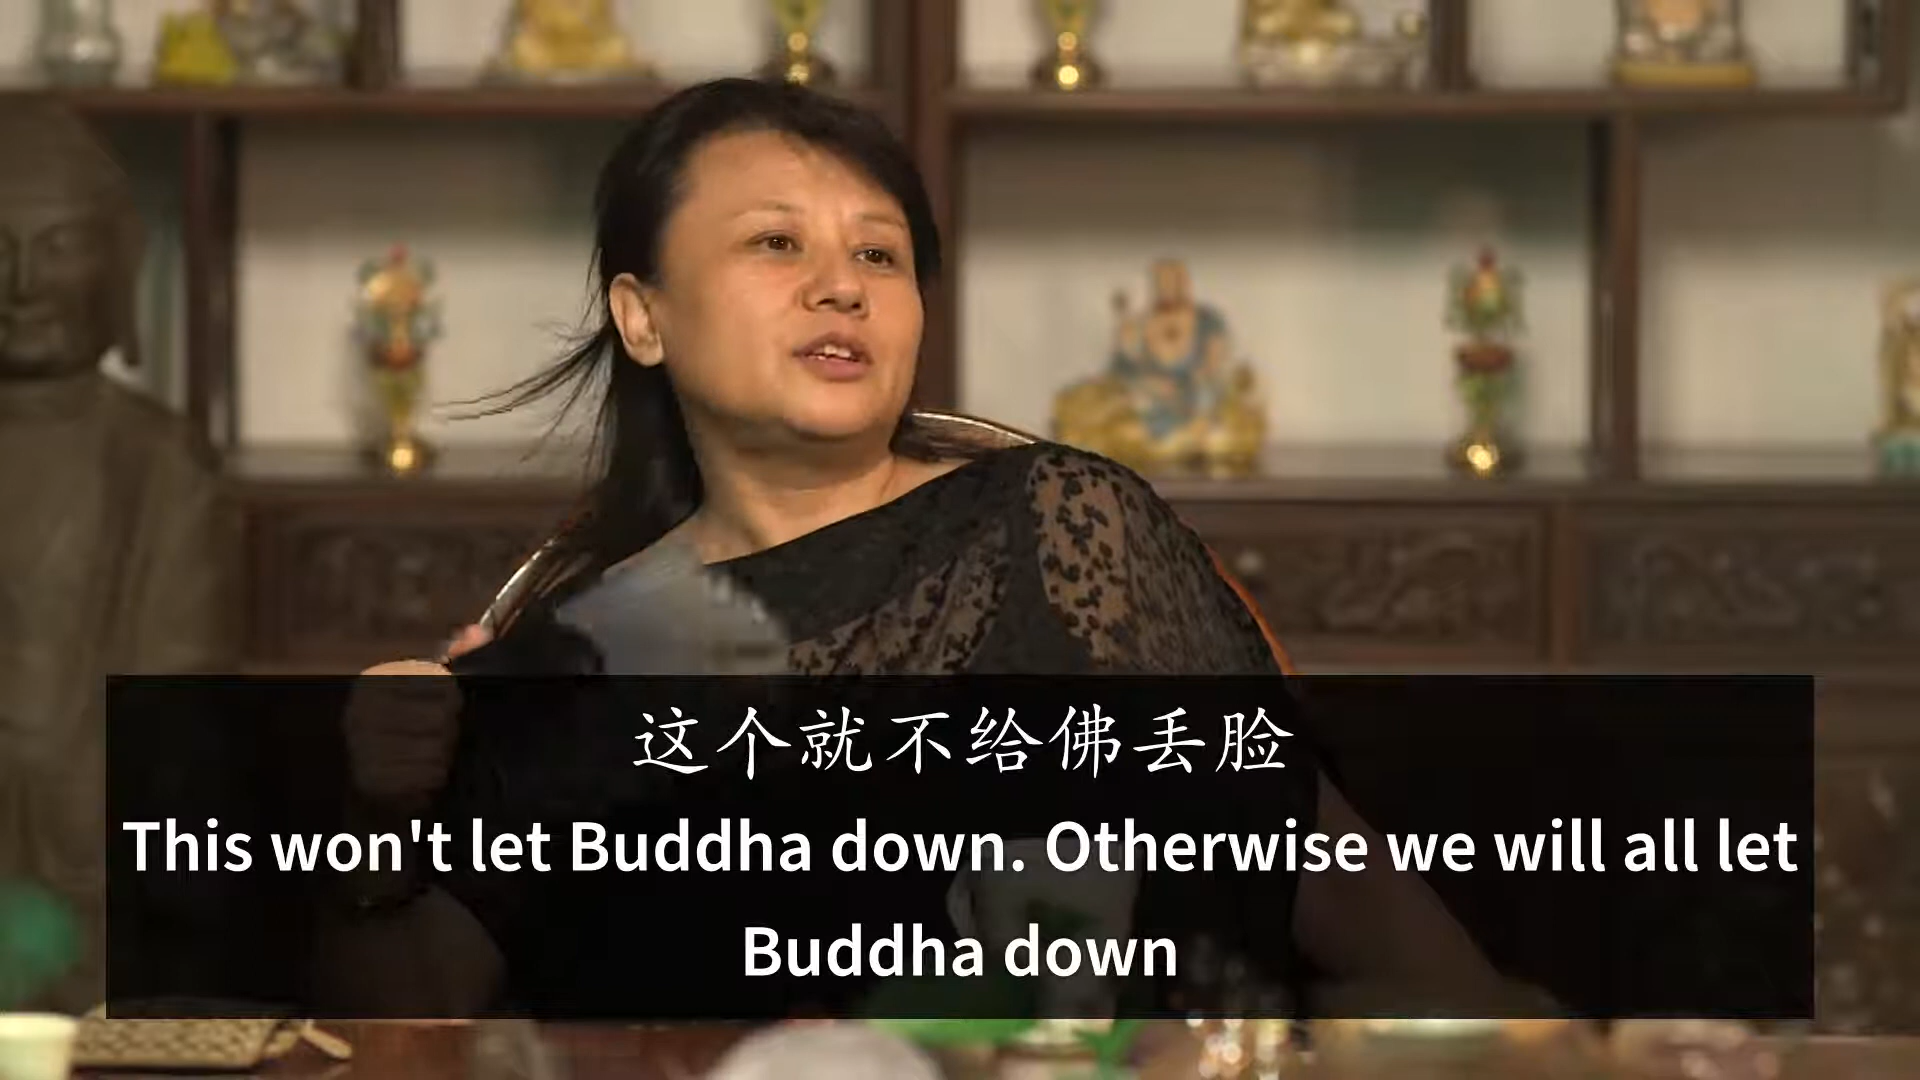 这个就不给佛丢脸
This won't let Buddha down. Otherwise we will all let
Buddha down